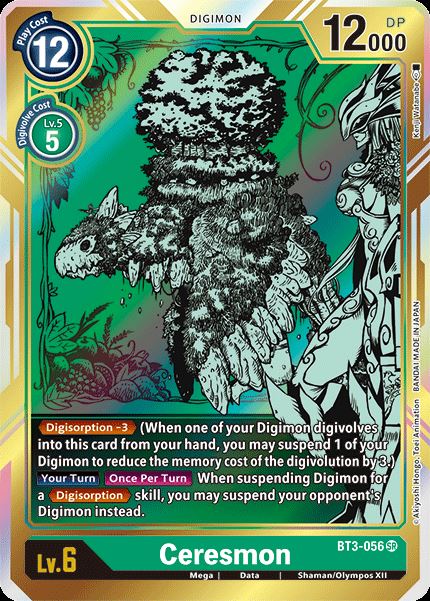 DIGIMON
Play Cost
12
DP
12000
Digivolve Cost
Lv.5
5
Kenji Watanabe
©Akiyoshi Hongo, Toei Animation BANDAI MADE IN JAPAN
Digisorption -3 (When one of your Digimon digivolves
into this card from your hand, you may suspend 1 of your
Digimon to reduce the memory cost of the digivolution by 3.)
Your Turn Once Per Turn When suspending Digimon for
a Digisorption skill, you may suspend your opponent's
Digimon instead.
Lv.6
Ceresmon
BT3-056 SR
Mega | Data | Shaman/Olympos XII